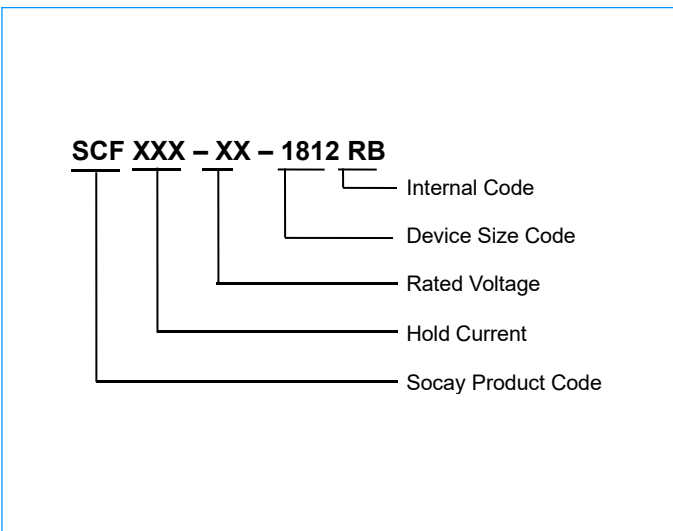 SCF XXX – XX – 1812 RB
Internal Code
Device Size Code
Rated Voltage
Hold Current
Socay Product Code